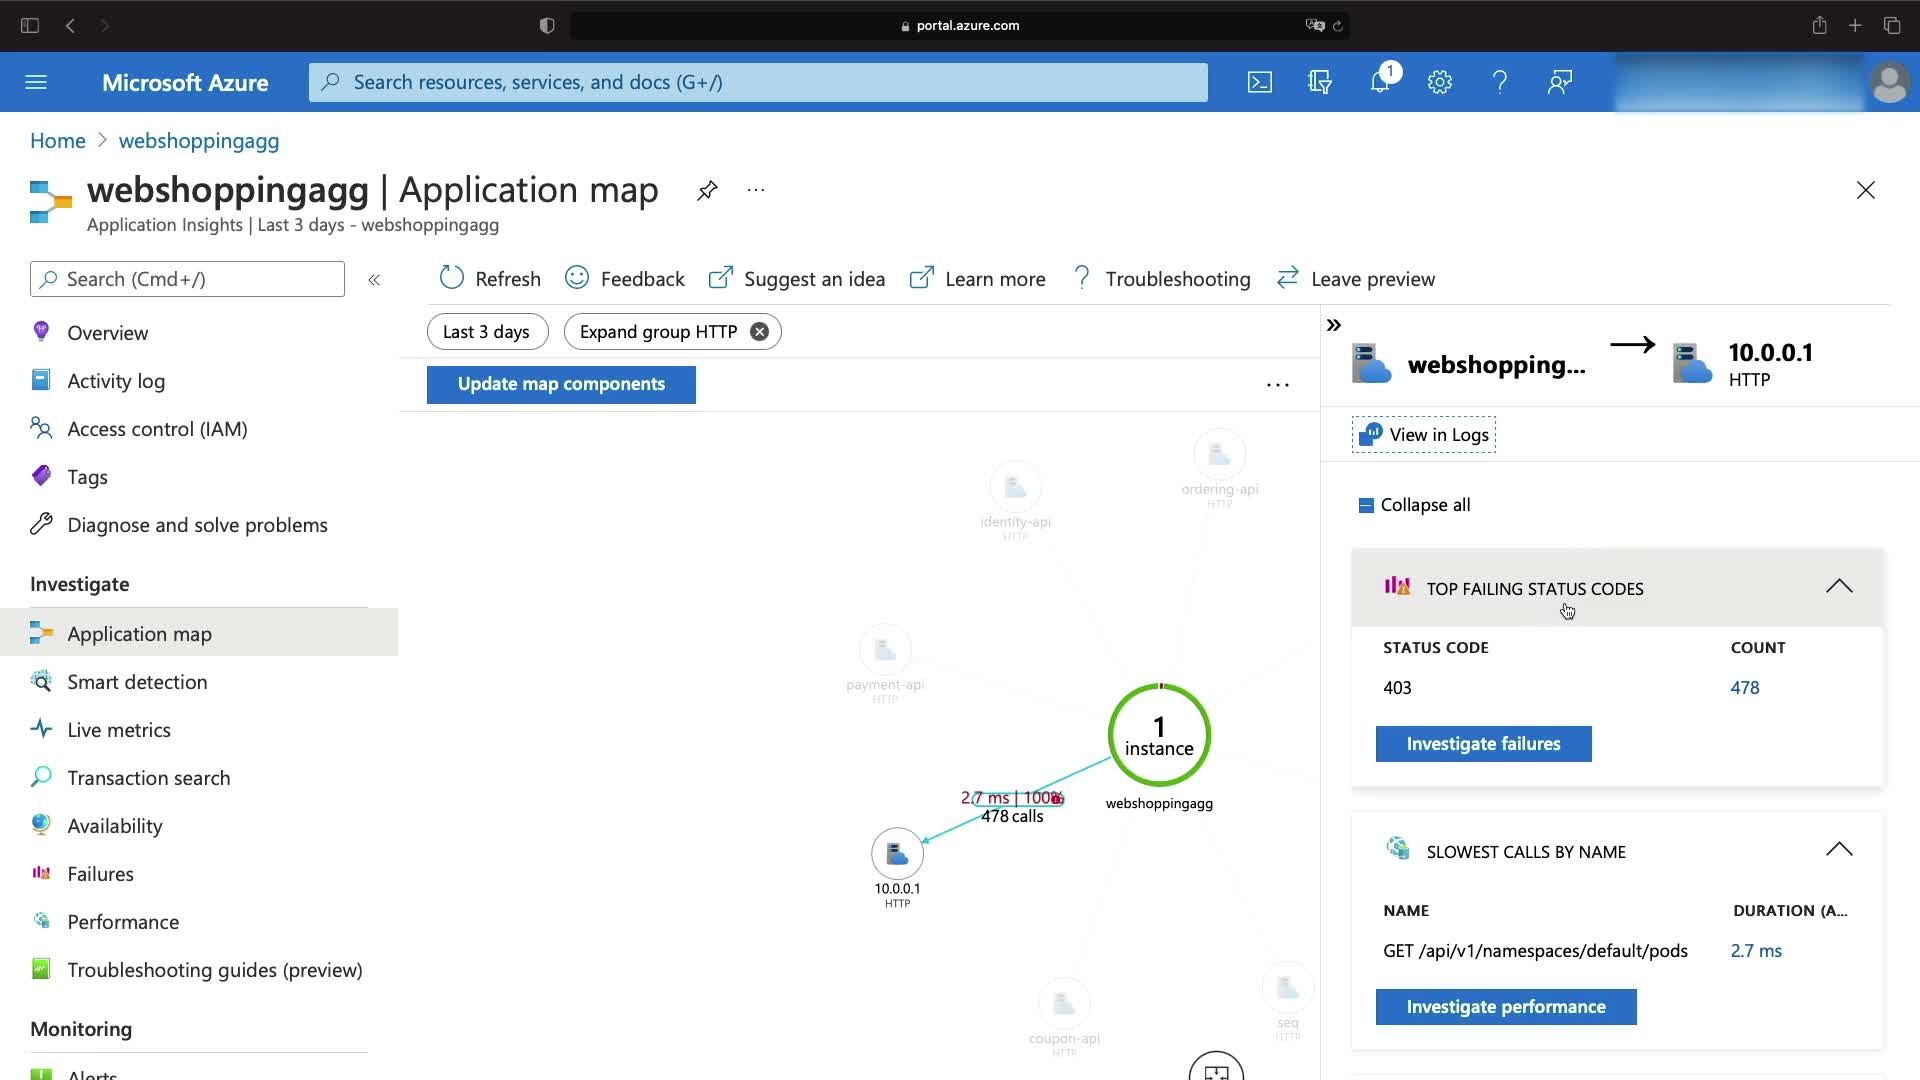 portal.azure.com
Microsoft Azure
Search resources, services, and docs (G+/)
1
Home > webshoppingagg
webshoppingagg | Application map
Application Insights | Last 3 days - webshoppingagg
Search (Cmd+/)
Overview
Activity log
Access control (IAM)
Tags
Diagnose and solve problems
Investigate
Application map
Smart detection
Live metrics
Transaction search
Availability
Failures
Performance
Troubleshooting guides (preview)
Monitoring
Alerts
Refresh
Feedback
Suggest an idea
Learn more
Troubleshooting
Leave preview
Last 3 days
Expand group HTTP
Update map components
ordering-api
HTTP
identity-api
HTTP
payment-api
HTTP
1
instance
webshoppingagg
2.7 ms | 100%
478 calls
10.0.0.1
HTTP
coupon-api
HTTP
seq
HTTP
webshopping...
10.0.0.1
HTTP
View in Logs
Collapse all
TOP FAILING STATUS CODES
STATUS CODE COUNT
403 478
Investigate failures
SLOWEST CALLS BY NAME
NAME DURATION (A...
GET /api/v1/namespaces/default/pods 2.7 ms
Investigate performance